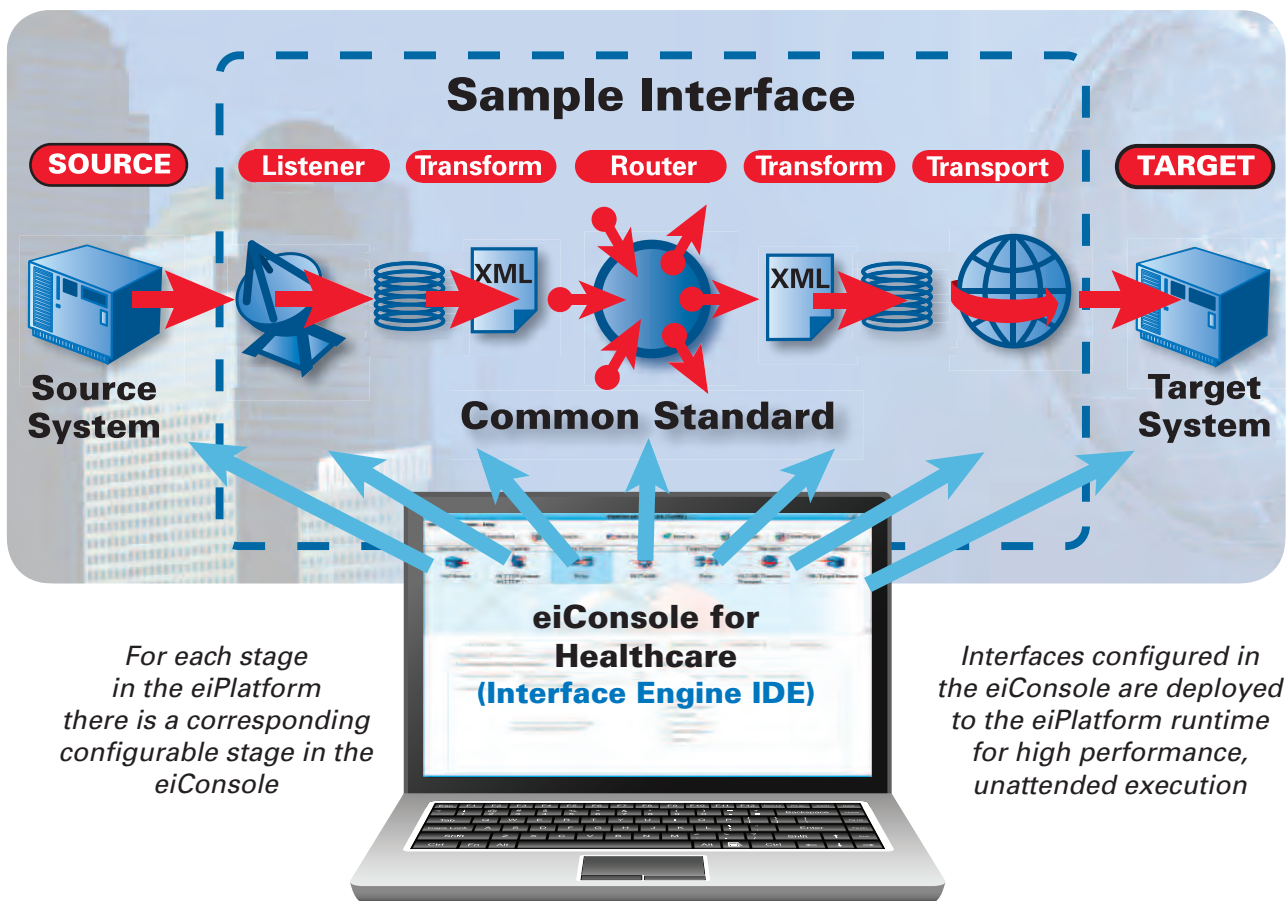 Sample Interface
SOURCE
Listener
Transform
Router
Transform
Transport
TARGET
XML
XML
Source
System
Common Standard
Target
System
eiConsole for
Healthcare
(Interface Engine IDE)
For each stage
in the eiPlatform
there is a corresponding
configurable stage in the
eiConsole
Interfaces configured in
the eiConsole are deployed
to the eiPlatform runtime
for high performance,
unattended execution